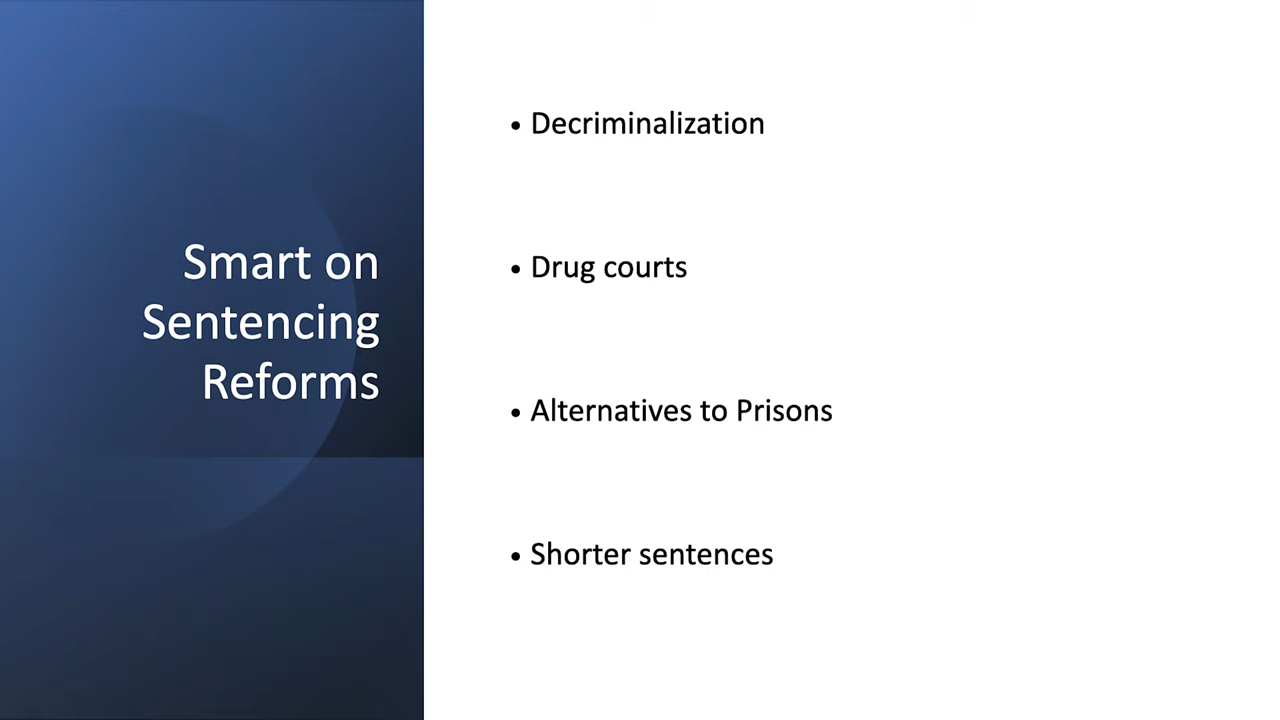 Smart on
Sentencing
Reforms
• Decriminalization
• Drug courts
• Alternatives to Prisons
• Shorter sentences